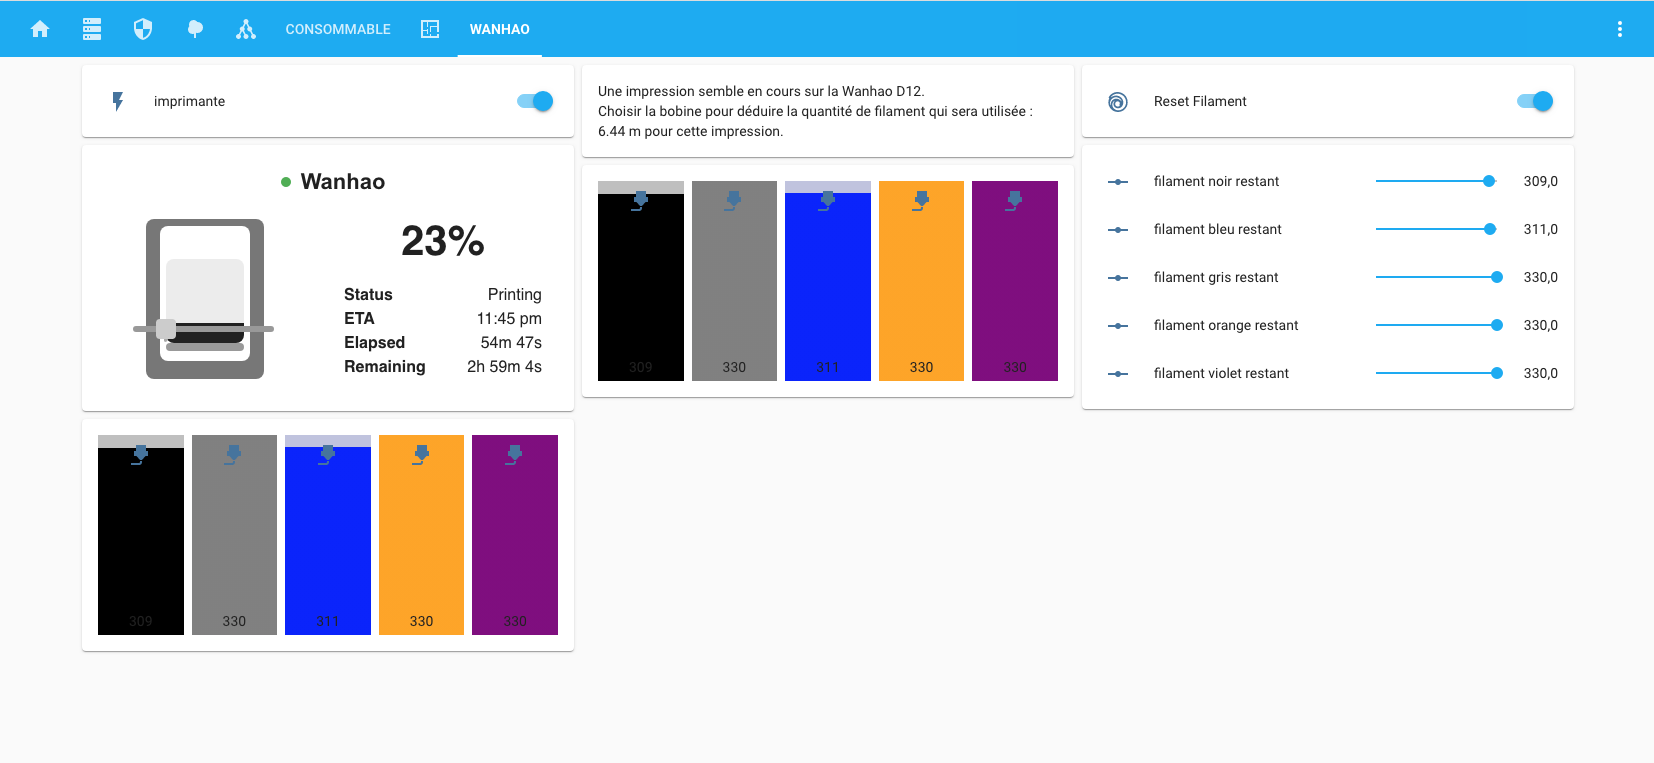 CONSOMMABLE
WANHAO
imprimante
Wanhao
23%
Status Printing
ETA 11:45 pm
Elapsed 54m 47s
Remaining 2h 59m 4s
309 330 311 330 330
Une impression semble en cours sur la Wanhao D12.
Choisir la bobine pour déduire la quantité de filament qui sera utilisée :
6.44 m pour cette impression.
309 330 311 330 330
Reset Filament
filament noir restant 309,0
filament bleu restant 311,0
filament gris restant 330,0
filament orange restant 330,0
filament violet restant 330,0